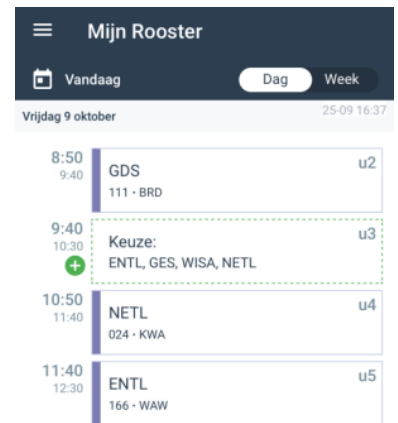 Mijn Rooster
Vandaag
Dag
Week
Vrijdag 9 oktober
25-09 16:37
8:50
9:40
GDS
u2
111 · BRD
9:40
10:30
Keuze:
u3
ENTL, GES, WISA, NETL
10:50
11:40
NETL
u4
024 · KWA
11:40
12:30
ENTL
u5
166 · WAW